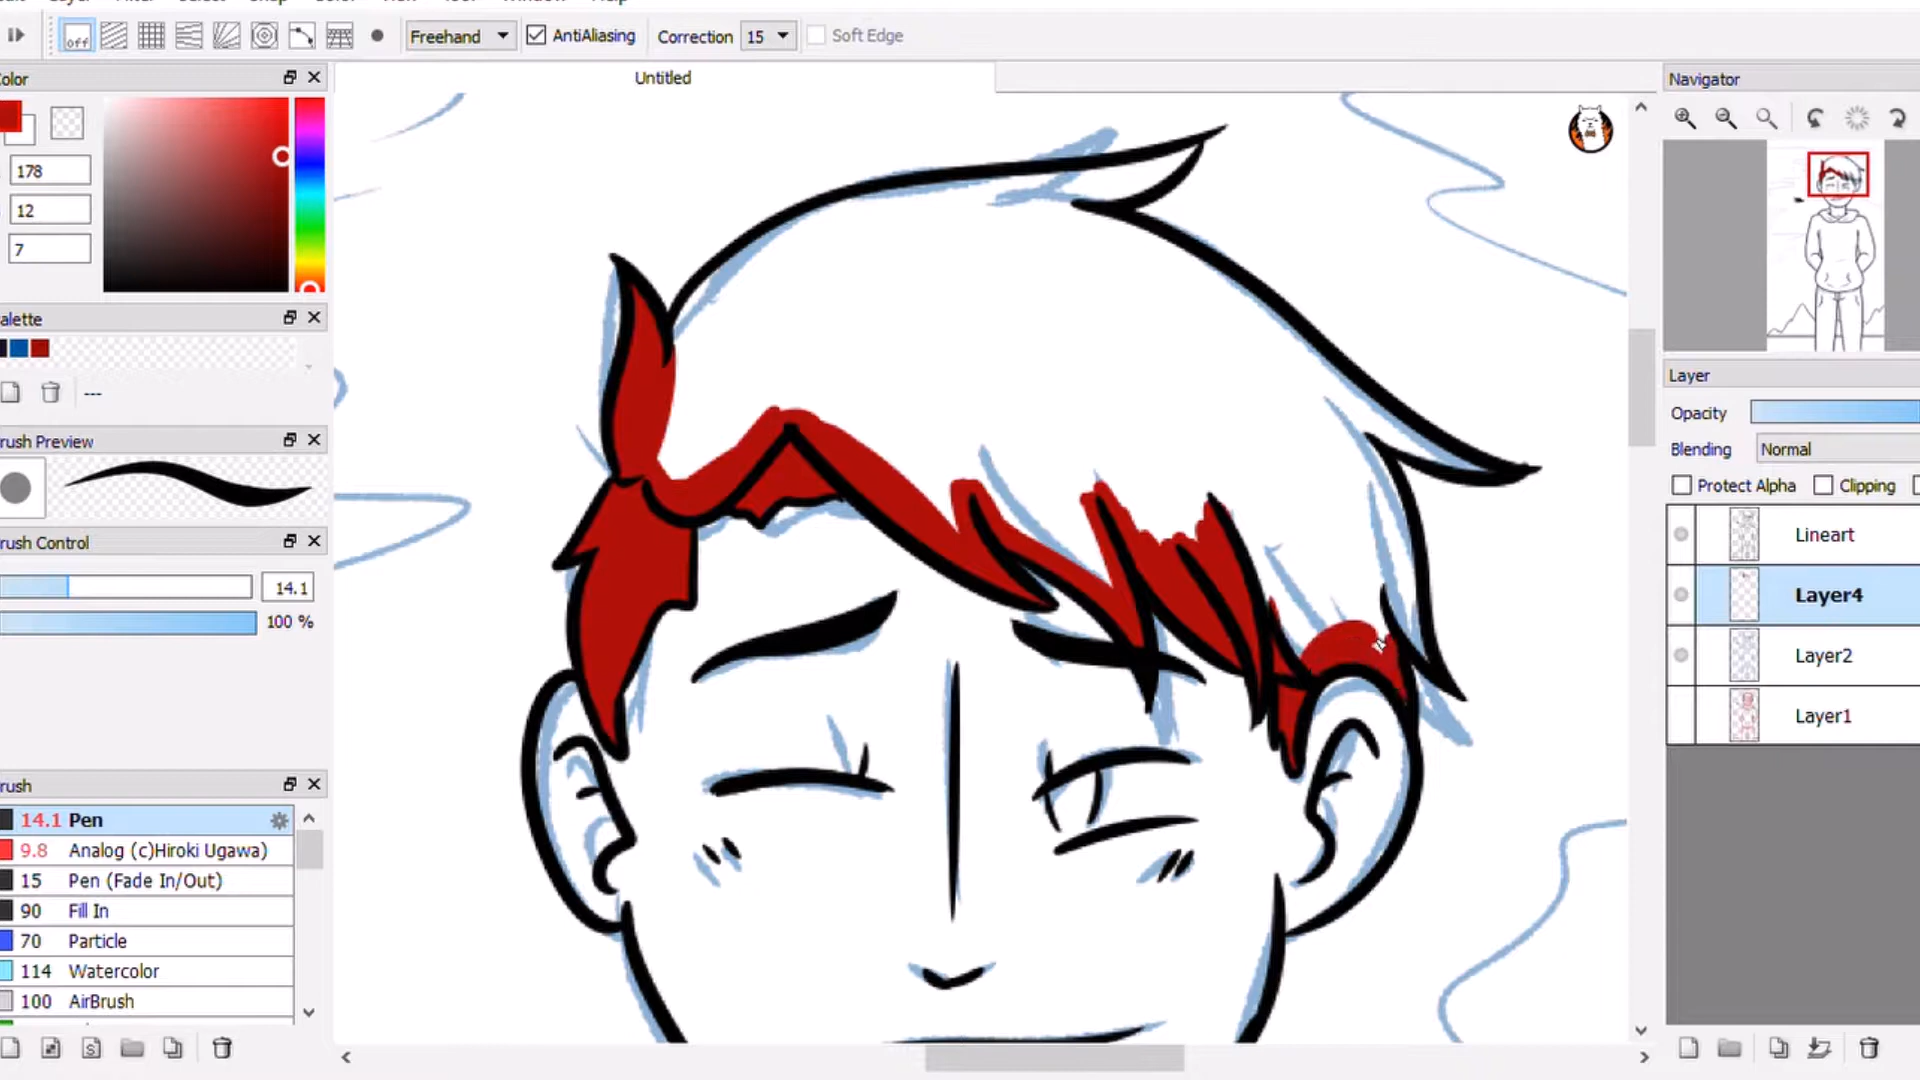 off Freehand AntiAliasing Correction 15 Soft Edge
olor
Untitled
Navigator
178
12
7
alette
---
Layer
Opacity
Blending Normal
Protect Alpha Clipping
rush Preview
Lineart
rush Control
14.1
Layer4
100 %
Layer2
Layer1
rush
14.1 Pen
9.8 Analog (c)Hiroki Ugawa)
15 Pen (Fade In/Out)
90 Fill In
70 Particle
114 Watercolor
100 AirBrush